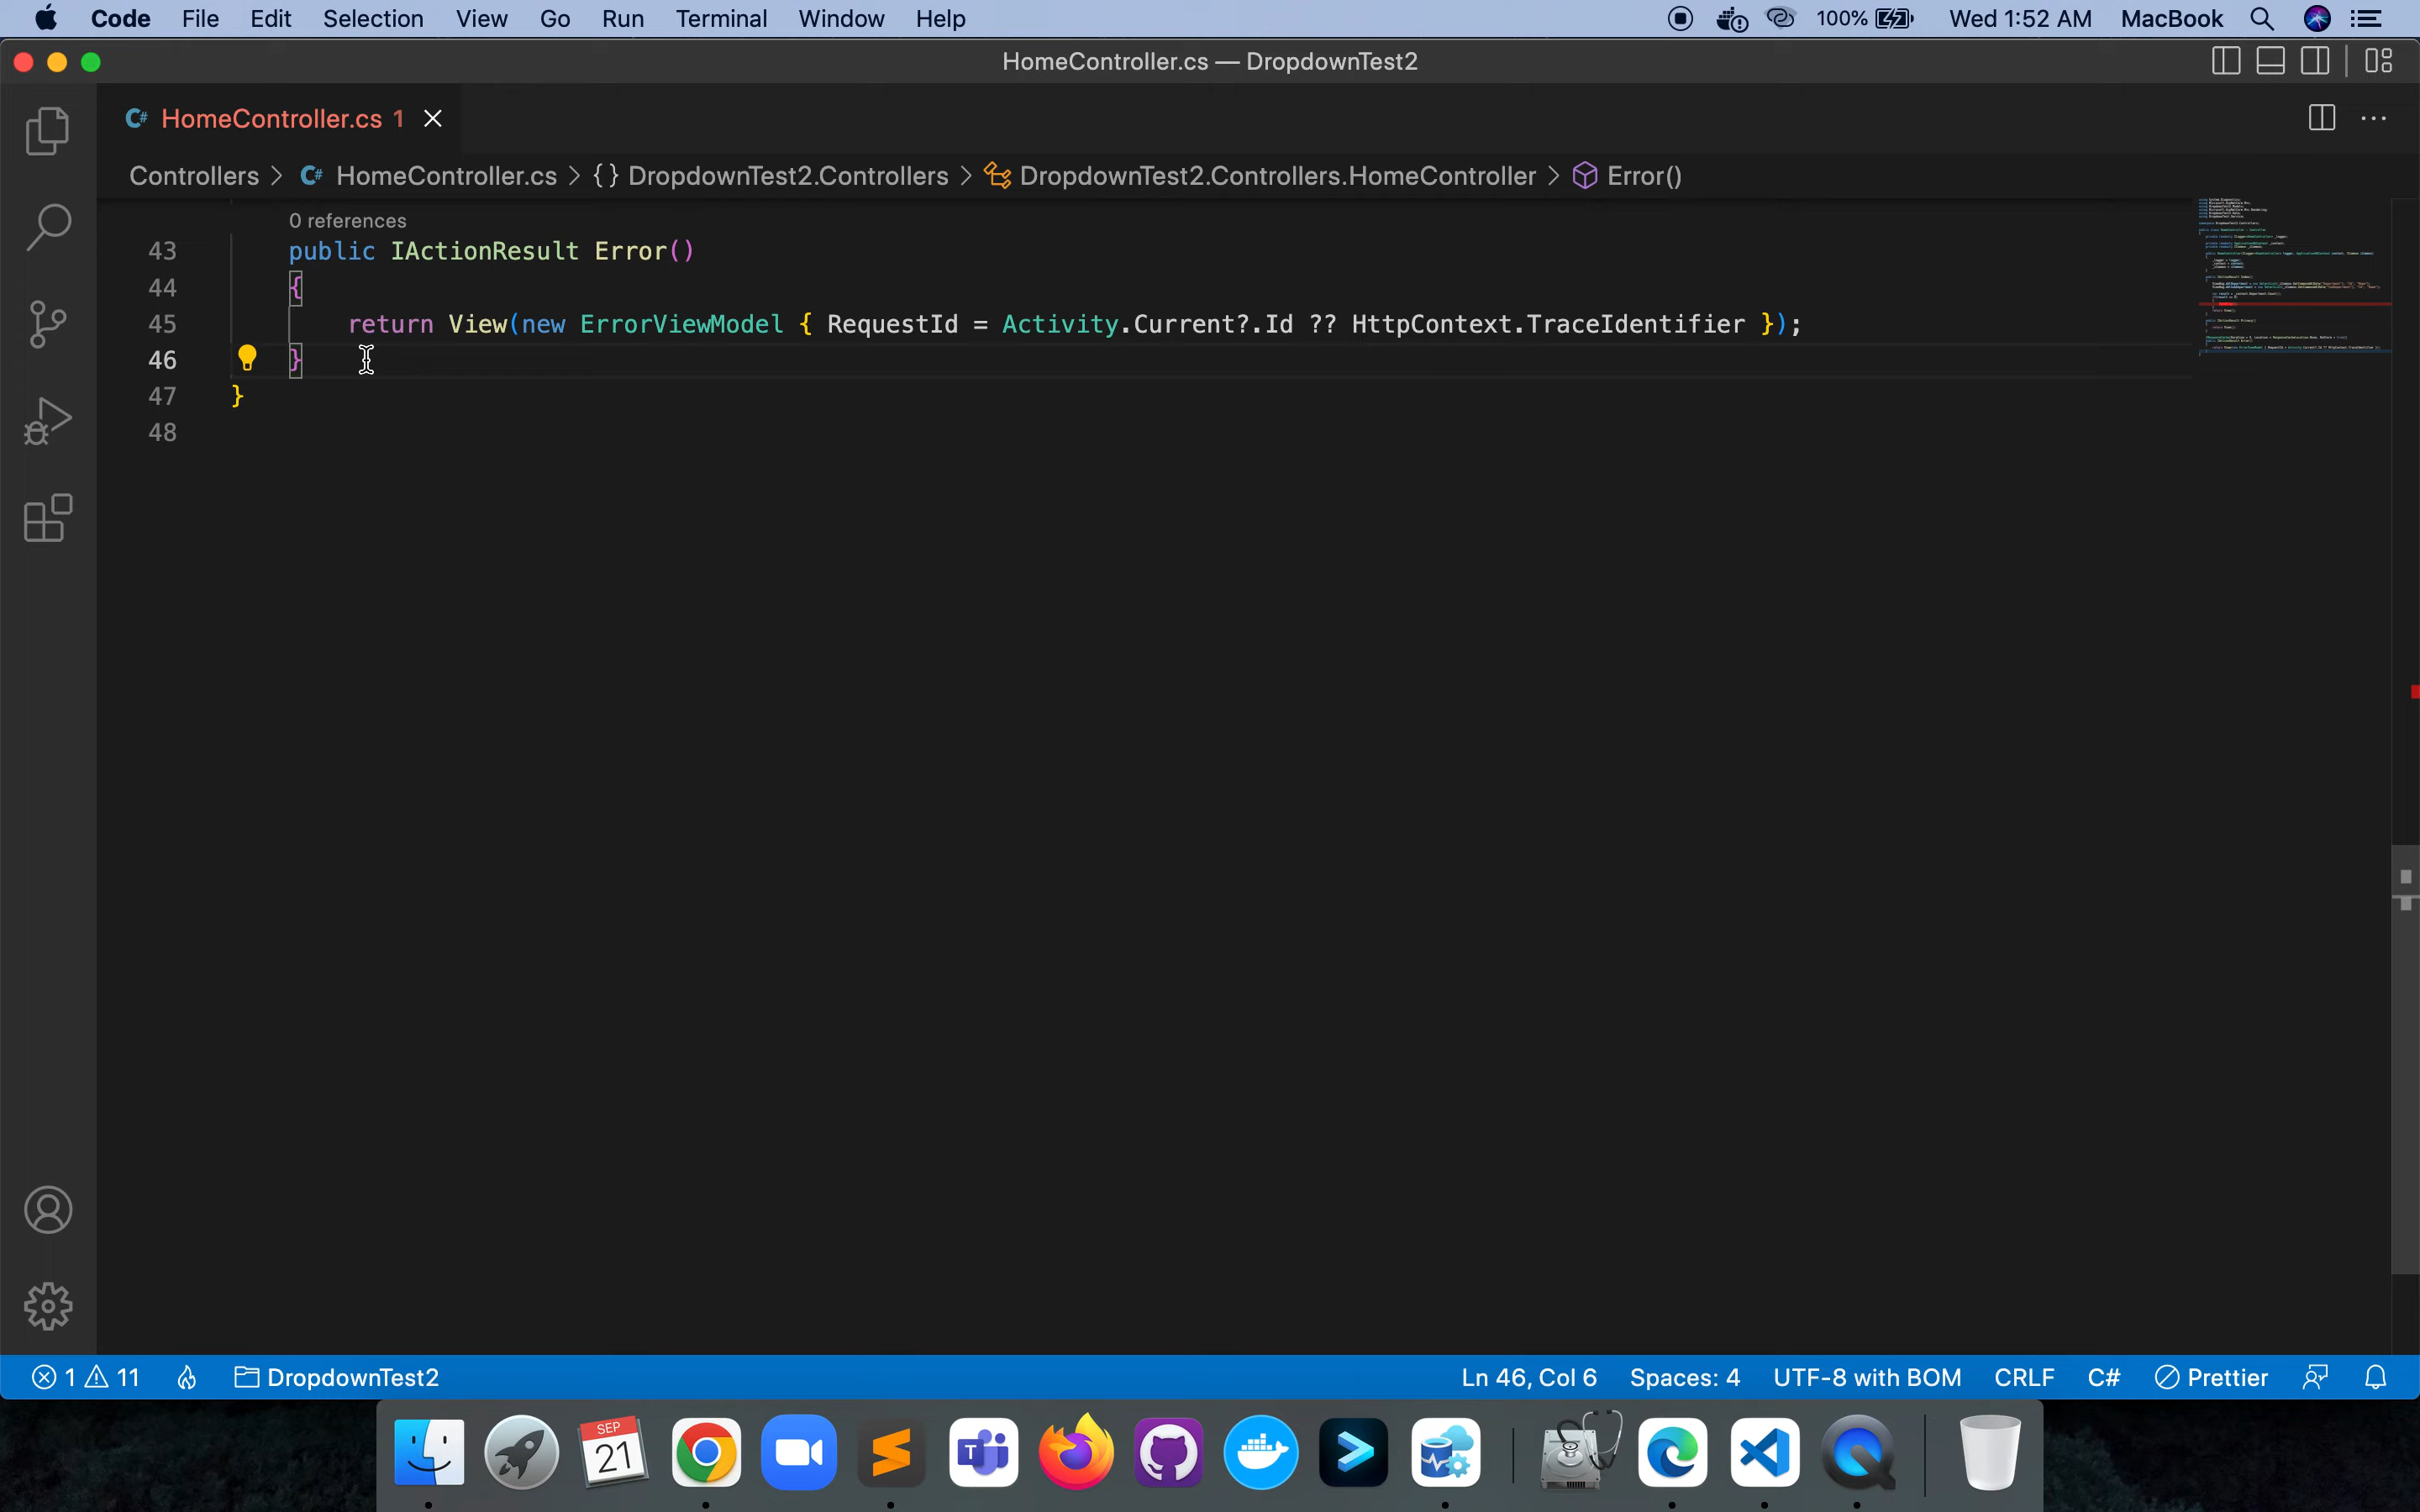 Code File Edit Selection View Go Run Terminal Window Help 100% Wed 1:52 AM MacBook
HomeController.cs — DropdownTest2
C# HomeController.cs 1
Controllers > C# HomeController.cs > {} DropdownTest2.Controllers > DropdownTest2.Controllers.HomeController > Error()
0 references
43 public IActionResult Error()
44 {
45 return View(new ErrorViewModel { RequestId = Activity.Current?.Id ?? HttpContext.TraceIdentifier });
46 }
47 }
48
1 11 DropdownTest2 Ln 46, Col 6 Spaces: 4 UTF-8 with BOM CRLF C# Prettier
SEP
21
T